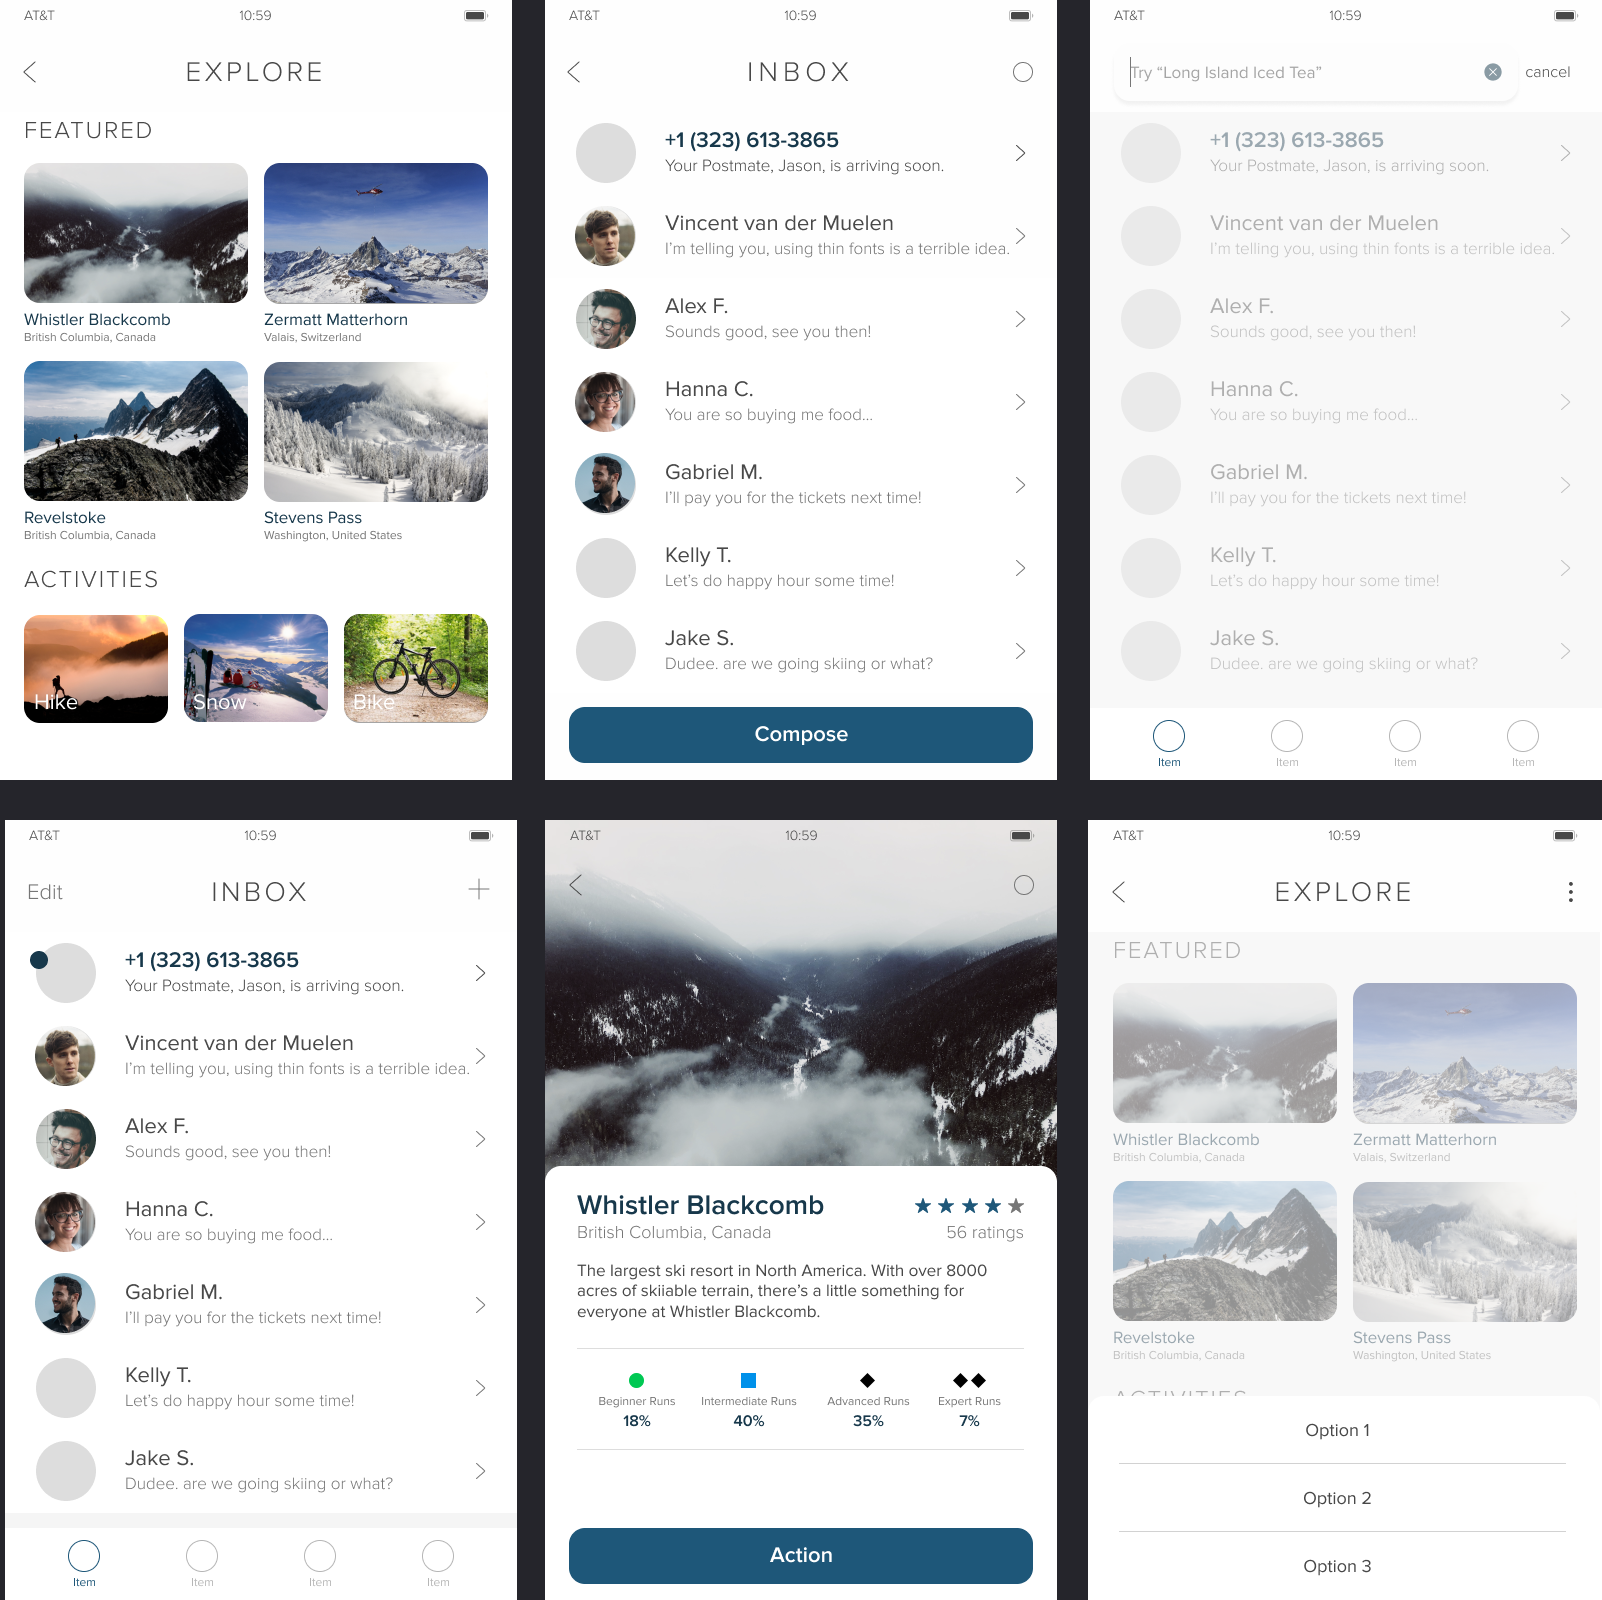 AT&T
10:59
EXPLORE
FEATURED
Whistler Blackcomb
British Columbia, Canada
Zermatt Matterhorn
Valais, Switzerland
Revelstoke
British Columbia, Canada
Stevens Pass
Washington, United States
ACTIVITIES
Hike
Snow
Bike
AT&T
10:59
INBOX
+1 (323) 613-3865
Your Postmate, Jason, is arriving soon.
Vincent van der Muelen
I'm telling you, using thin fonts is a terrible idea.
Alex F.
Sounds good, see you then!
Hanna C.
You are so buying me food...
Gabriel M.
I'll pay you for the tickets next time!
Kelly T.
Let's do happy hour some time!
Jake S.
Dudee. are we going skiing or what?
Compose
AT&T
10:59
Try “Long Island Iced Tea”
cancel
+1 (323) 613-3865
Your Postmate, Jason, is arriving soon.
Vincent van der Muelen
I'm telling you, using thin fonts is a terrible idea.
Alex F.
Sounds good, see you then!
Hanna C.
You are so buying me food...
Gabriel M.
I'll pay you for the tickets next time!
Kelly T.
Let's do happy hour some time!
Jake S.
Dudee. are we going skiing or what?
Item
Item
Item
Item
AT&T
10:59
Edit
INBOX
+1 (323) 613-3865
Your Postmate, Jason, is arriving soon.
Vincent van der Muelen
I'm telling you, using thin fonts is a terrible idea.
Alex F.
Sounds good, see you then!
Hanna C.
You are so buying me food...
Gabriel M.
I'll pay you for the tickets next time!
Kelly T.
Let's do happy hour some time!
Jake S.
Dudee. are we going skiing or what?
Item
Item
Item
Item
AT&T
10:59
Whistler Blackcomb
British Columbia, Canada
56 ratings
The largest ski resort in North America. With over 8000
acres of skiiable terrain, there's a little something for
everyone at Whistler Blackcomb.
Beginner Runs
18%
Intermediate Runs
40%
Advanced Runs
35%
Expert Runs
7%
Action
AT&T
10:59
EXPLORE
FEATURED
Whistler Blackcomb
British Columbia, Canada
Zermatt Matterhorn
Valais, Switzerland
Revelstoke
British Columbia, Canada
Stevens Pass
Washington, United States
ACTIVITIES
Option 1
Option 2
Option 3